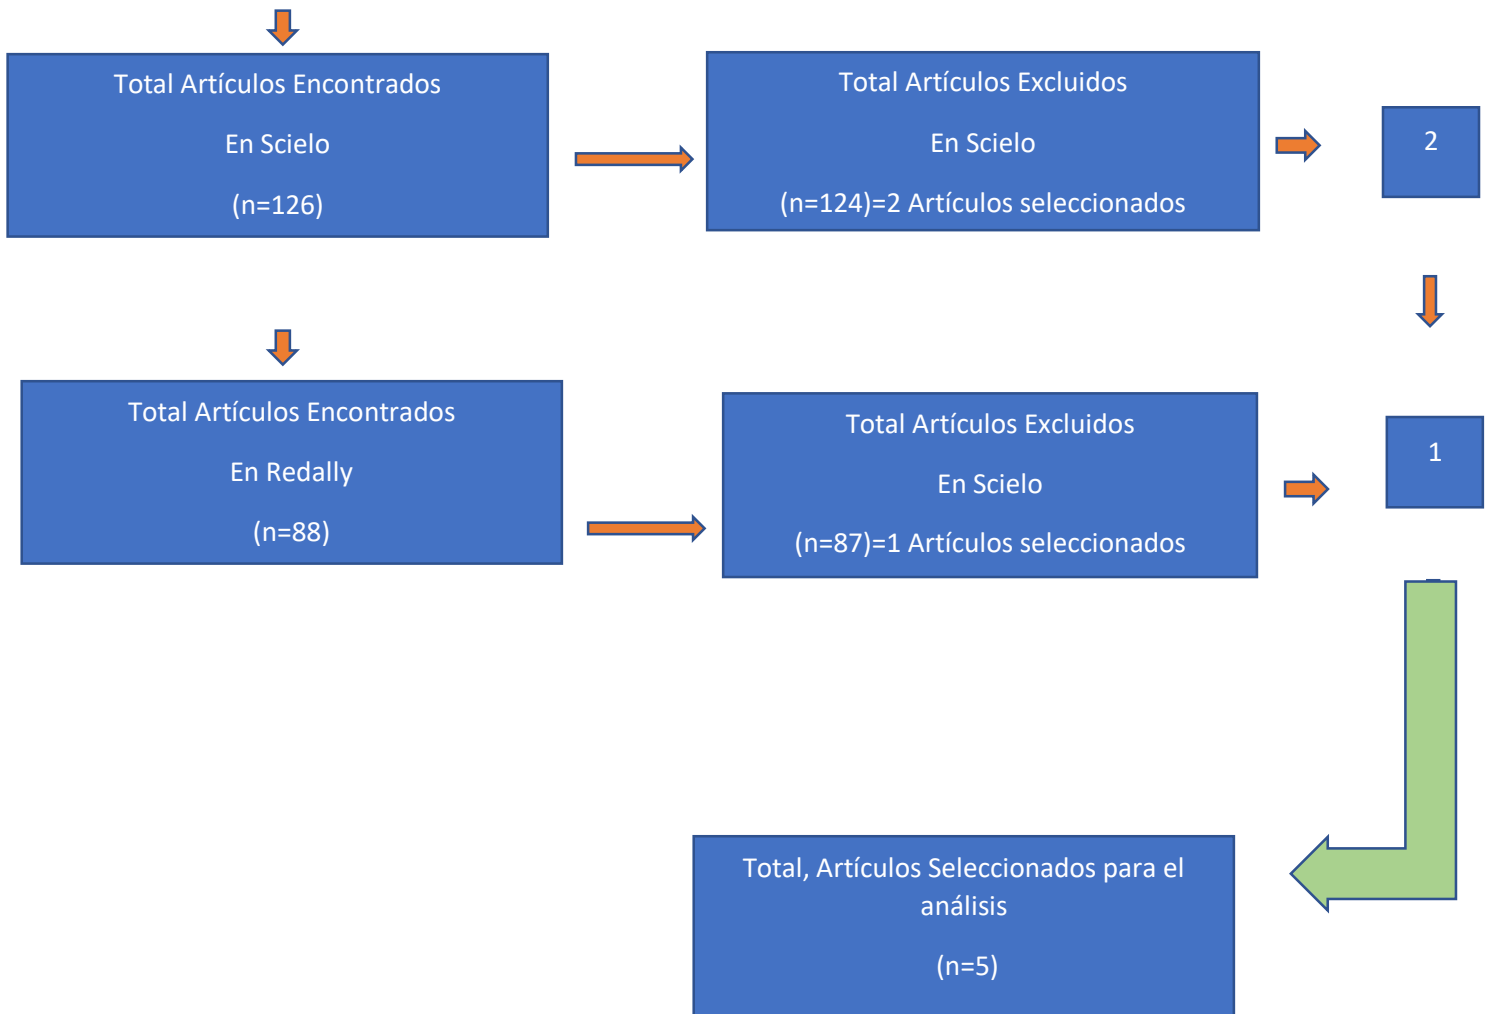 Total Artículos Encontrados
En Scielo
(n=126)
Total Artículos Excluidos
En Scielo
(n=124)=2 Artículos seleccionados
2
Total Artículos Encontrados
En Redally
(n=88)
Total Artículos Excluidos
En Scielo
(n=87)=1 Artículos seleccionados
1
Total, Artículos Seleccionados para el
análisis
(n=5)